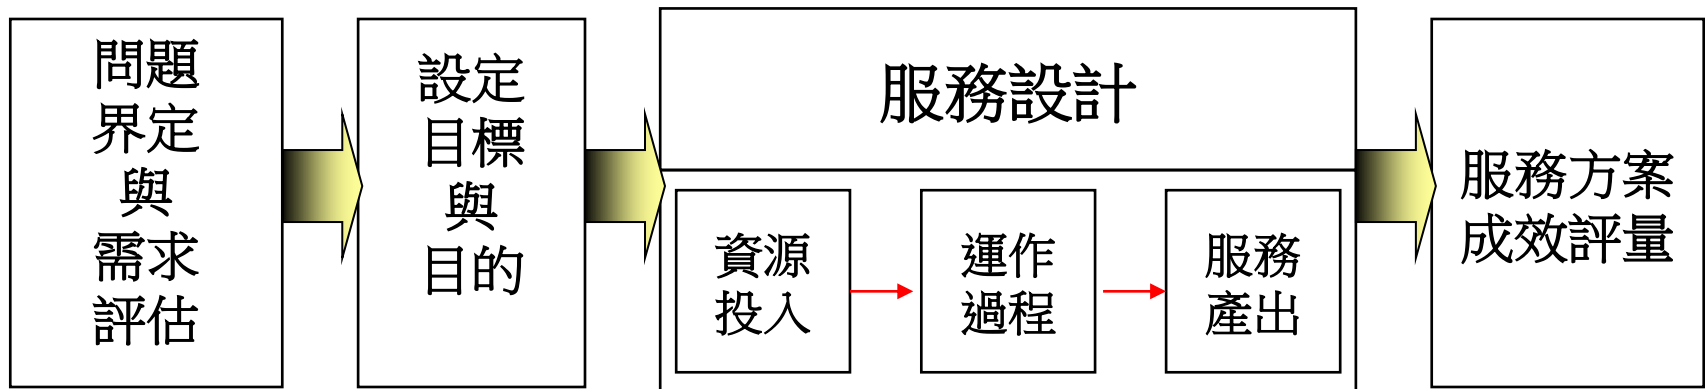 問題
界定
與
需求
評估
設定
目標
與
目的
服務設計
資源
投入
運作
過程
服務
產出
服務方案
成效評量